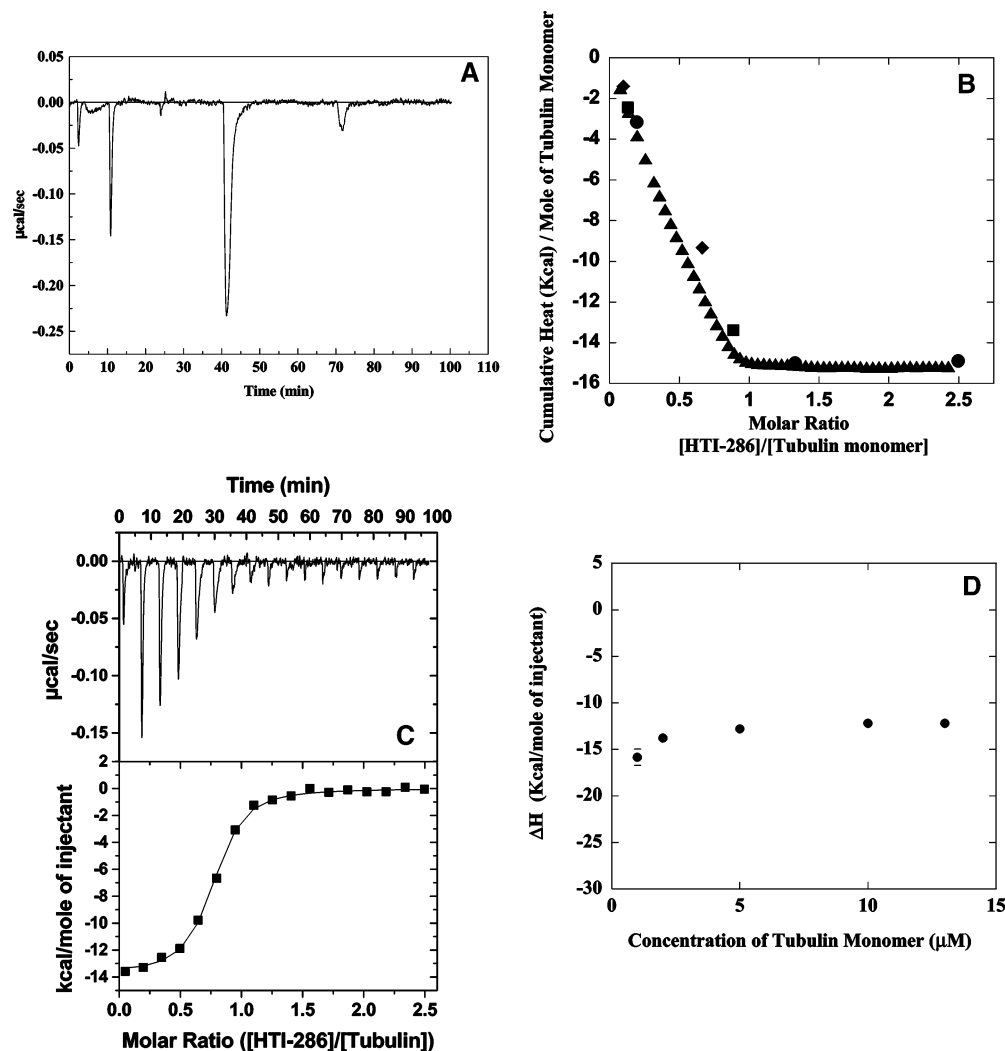 A
0.05
0.00
-0.05
-0.10
-0.15
-0.20
-0.25
µcal/sec
0 10 20 30 40 50 60 70 80 90 100 110
Time (min)
B
0
-2
-4
-6
-8
-10
-12
-14
-16
Cumulative Heat (Kcal) / Mole of Tubulin Monomer
0 0.5 1 1.5 2 2.5
Molar Ratio
[HTI-286]/[Tubulin monomer]
Time (min)
0 10 20 30 40 50 60 70 80 90 100
0.00
-0.05
-0.10
-0.15
µcal/sec
C
2
0
-2
-4
-6
-8
-10
-12
-14
kcal/mole of injectant
0.0 0.5 1.0 1.5 2.0 2.5
Molar Ratio ([HTI-286]/[Tubulin])
D
5
0
-5
-10
-15
-20
-25
-30
ΔH (Kcal/mole of injectant)
0 5 10 15
Concentration of Tubulin Monomer (µM)